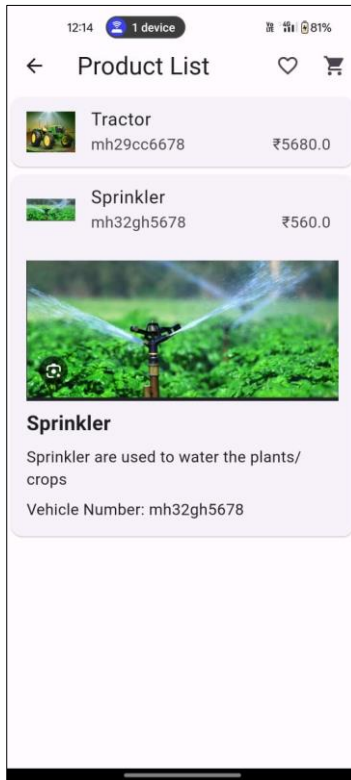 12:14 1 device 81%
Product List
Tractor
mh29cc6678 ₹5680.0
Sprinkler
mh32gh5678 ₹560.0
Sprinkler
Sprinkler are used to water the plants/
crops
Vehicle Number: mh32gh5678